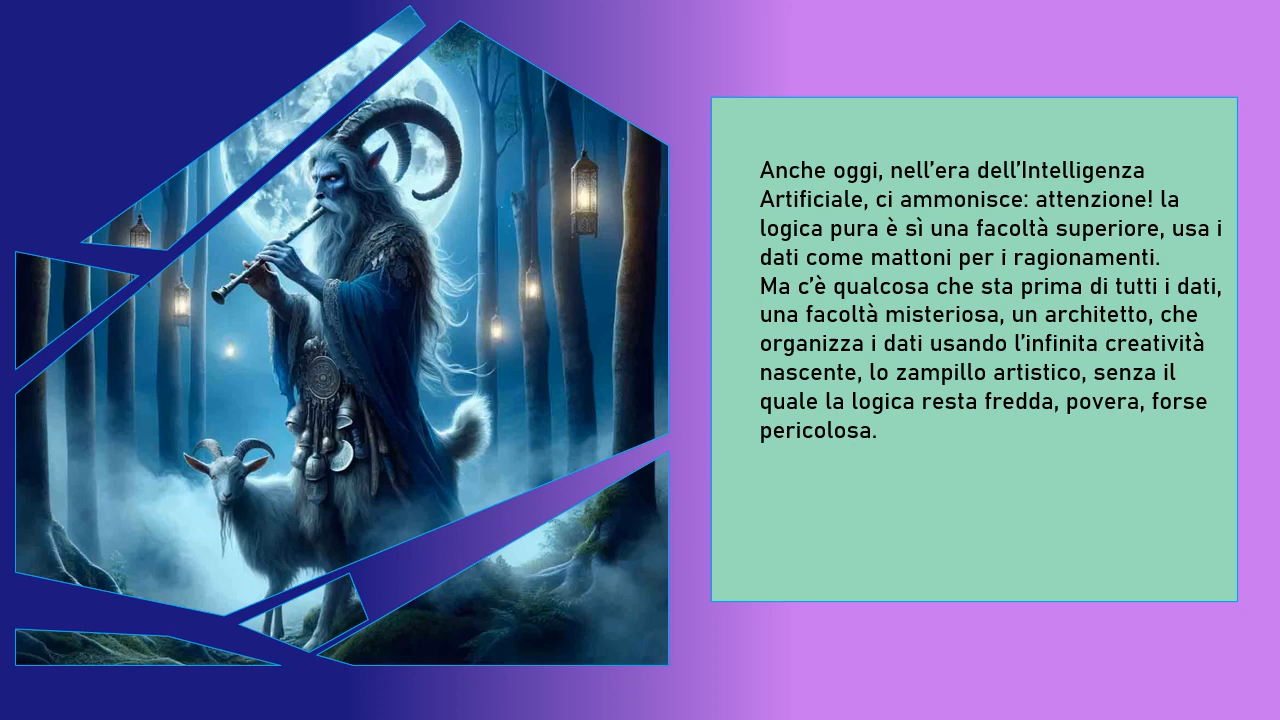 Anche oggi, nell’era dell’Intelligenza
Artificiale, ci ammonisce: attenzione! la
logica pura è sì una facoltà superiore, usa i
dati come mattoni per i ragionamenti.
Ma c’è qualcosa che sta prima di tutti i dati,
una facoltà misteriosa, un architetto, che
organizza i dati usando l’infinita creatività
nascente, lo zampillo artistico, senza il
quale la logica resta fredda, povera, forse
pericolosa.